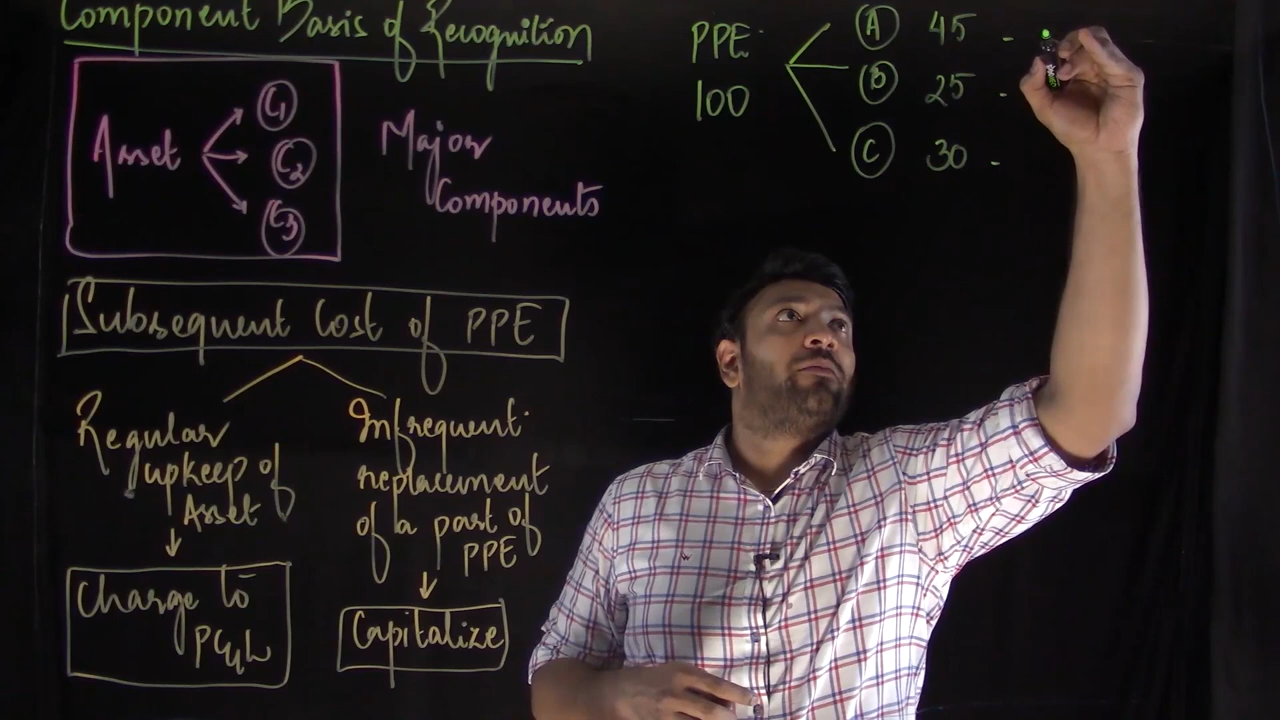 Component Basis of Recognition
Asset
C1
C2
C3
Major
Components
Subsequent Cost of PPE
Regular
upkeep of
Asset
Charge to
P&L
Infrequent
replacement
of a part of
PPE
Capitalize
PPE
100
A 45 -
B 25 -
C 30 -